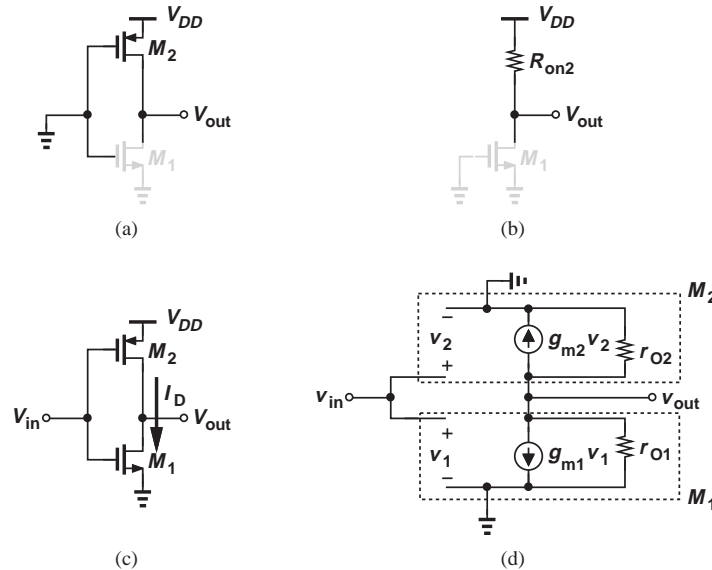 V_DD
M_2
V_out
M_1
(a)
V_DD
R_on2
V_out
M_1
(b)
V_DD
M_2
I_D
V_in
V_out
M_1
(c)
M_2
v_2
g_m2 v_2
r_O2
v_in
v_out
v_1
g_m1 v_1
r_O1
M_1
(d)